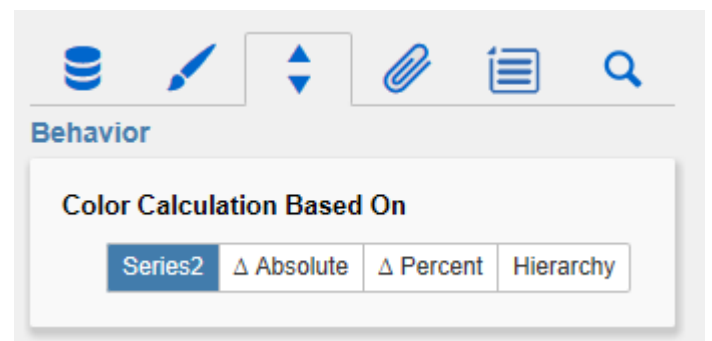 Behavior
Color Calculation Based On
Series2 Δ Absolute Δ Percent Hierarchy